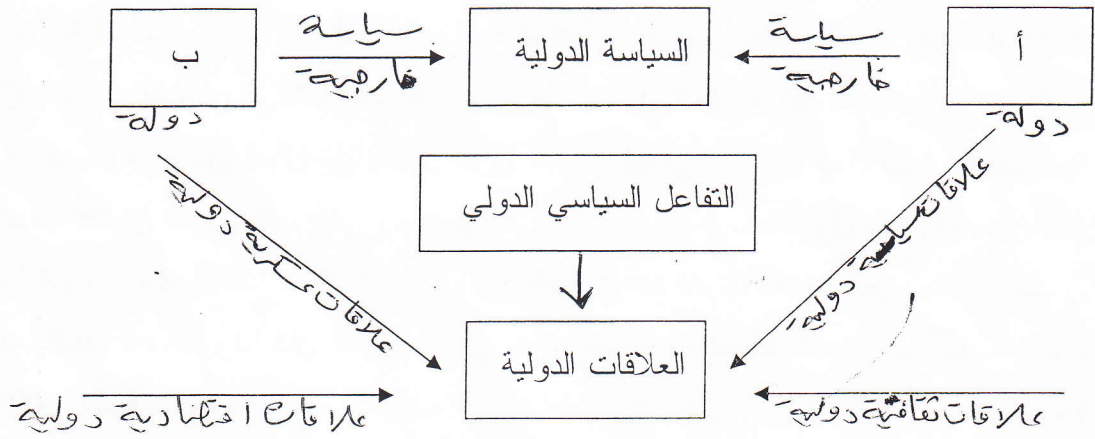 أ
سياسة
خارجية
السياسة الدولية
سياسة
خارجية
ب
دولة
دولة
التفاعل السياسي الدولي
علاقات سياسية دولية
علاقات عسكرية دولية
العلاقات الدولية
علاقات ثقافية دولية
علاقات اقتصادية دولية